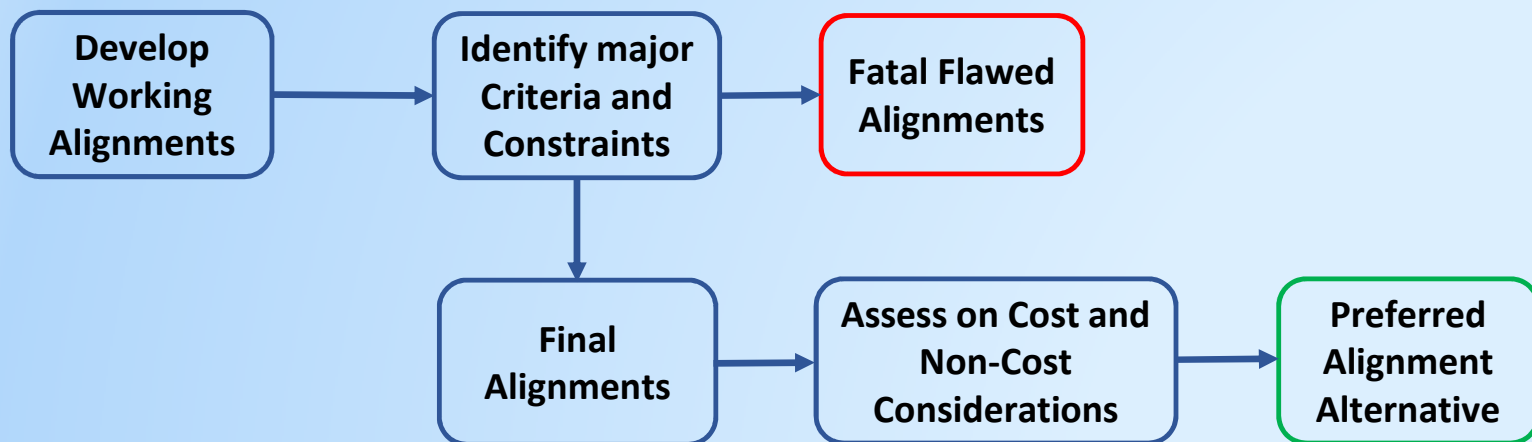 Develop
Working
Alignments
Identify major
Criteria and
Constraints
Fatal Flawed
Alignments
Final
Alignments
Assess on Cost and
Non-Cost
Considerations
Preferred
Alignment
Alternative